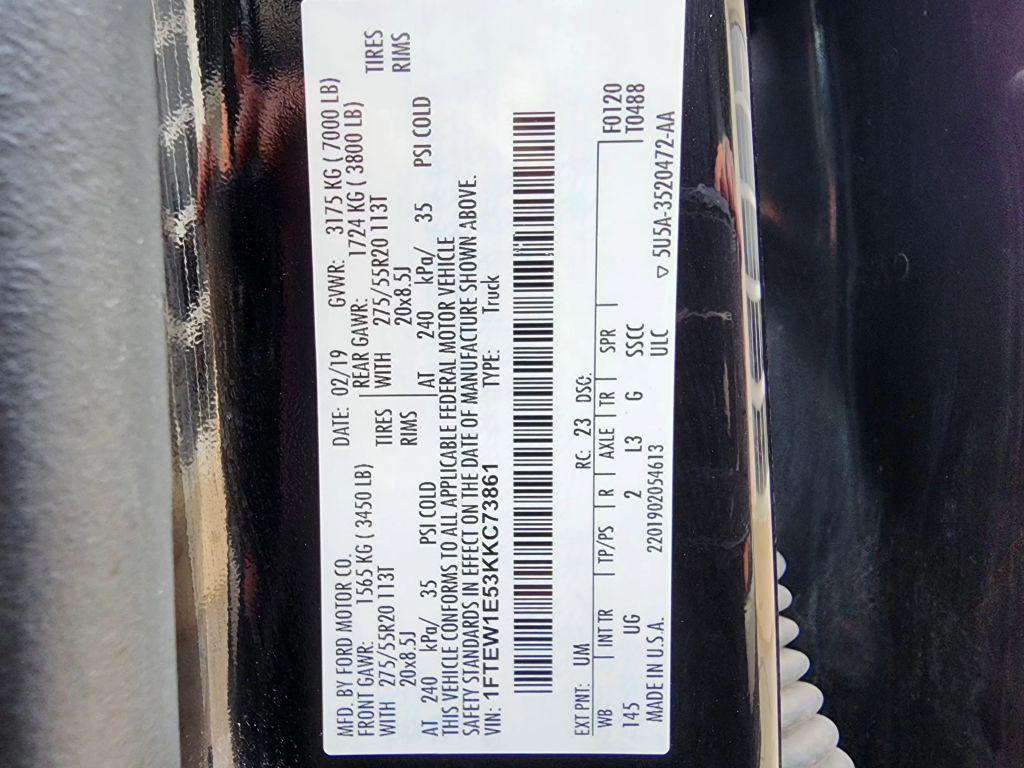 MFD. BY FORD MOTOR CO. DATE: 02/19 GVWR: 3175 KG ( 7000 LB)
FRONT GAWR: 1565 KG ( 3450 LB) REAR GAWR: 1724 KG ( 3800 LB)
WITH 275/55R20 113T TIRES WITH 275/55R20 113T TIRES
20x8.5J RIMS 20x8.5J RIMS
AT 240 kPa/ 35 PSI COLD AT 240 kPa/ 35 PSI COLD
THIS VEHICLE CONFORMS TO ALL APPLICABLE FEDERAL MOTOR VEHICLE
SAFETY STANDARDS IN EFFECT ON THE DATE OF MANUFACTURE SHOWN ABOVE.
VIN: 1FTEW1E53KKC73861 TYPE: Truck
EXT PNT: UM RC: 23 DSO:
WB INT TR TP/PS R AXLE TR SPR F0120
145 UG 2 L3 G SSCC T0488
ULC
MADE IN U.S.A. 2201902054613 ▽ 5U5A-3520472-AA